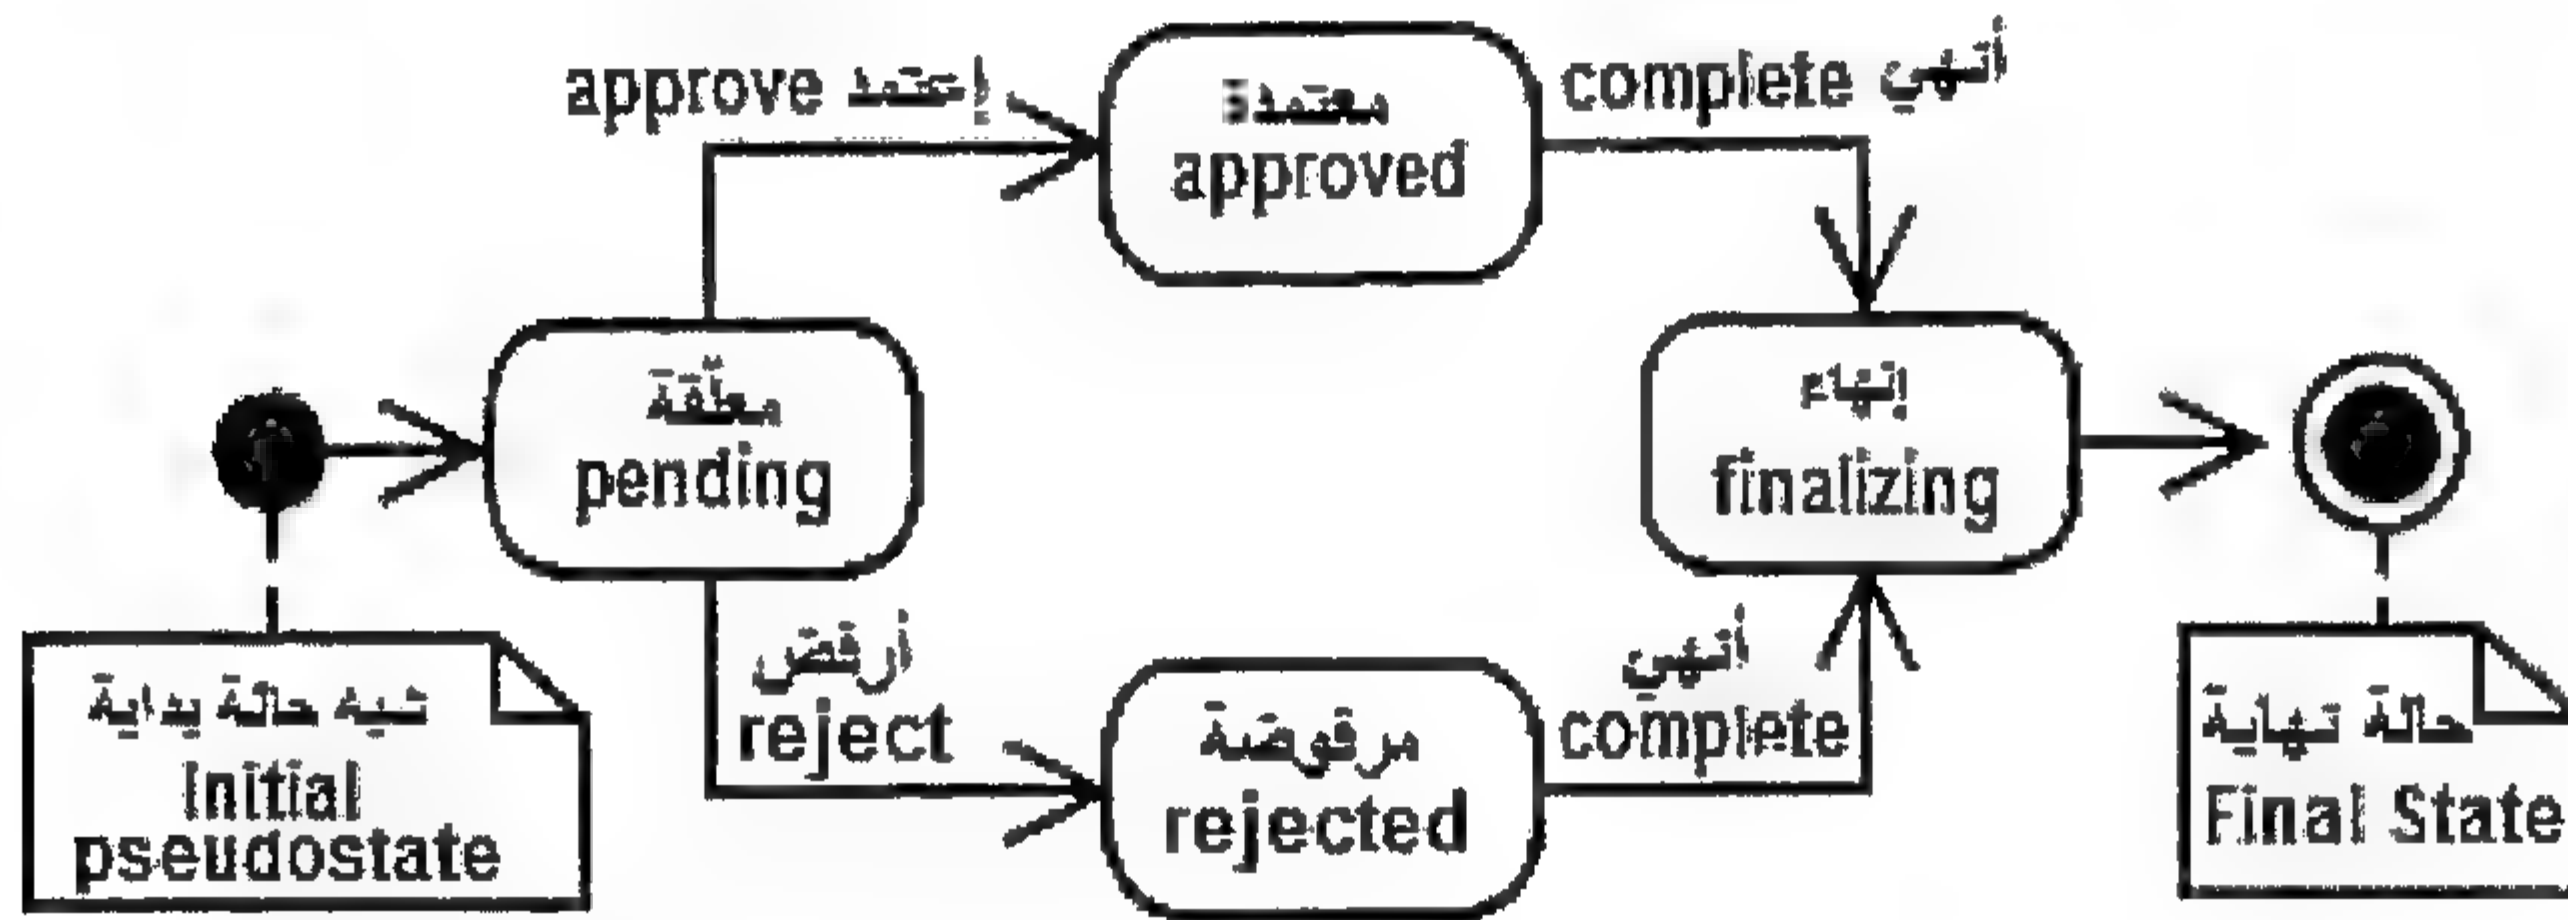 approve إعتمد
معتمدة
approved
complete أنهي
معلّقة
pending
إنهاء
finalizing
أرفض
reject
أنهي
complete
مرفوضة
rejected
شبه حالة بداية
Initial
pseudostate
حالة نهاية
Final State